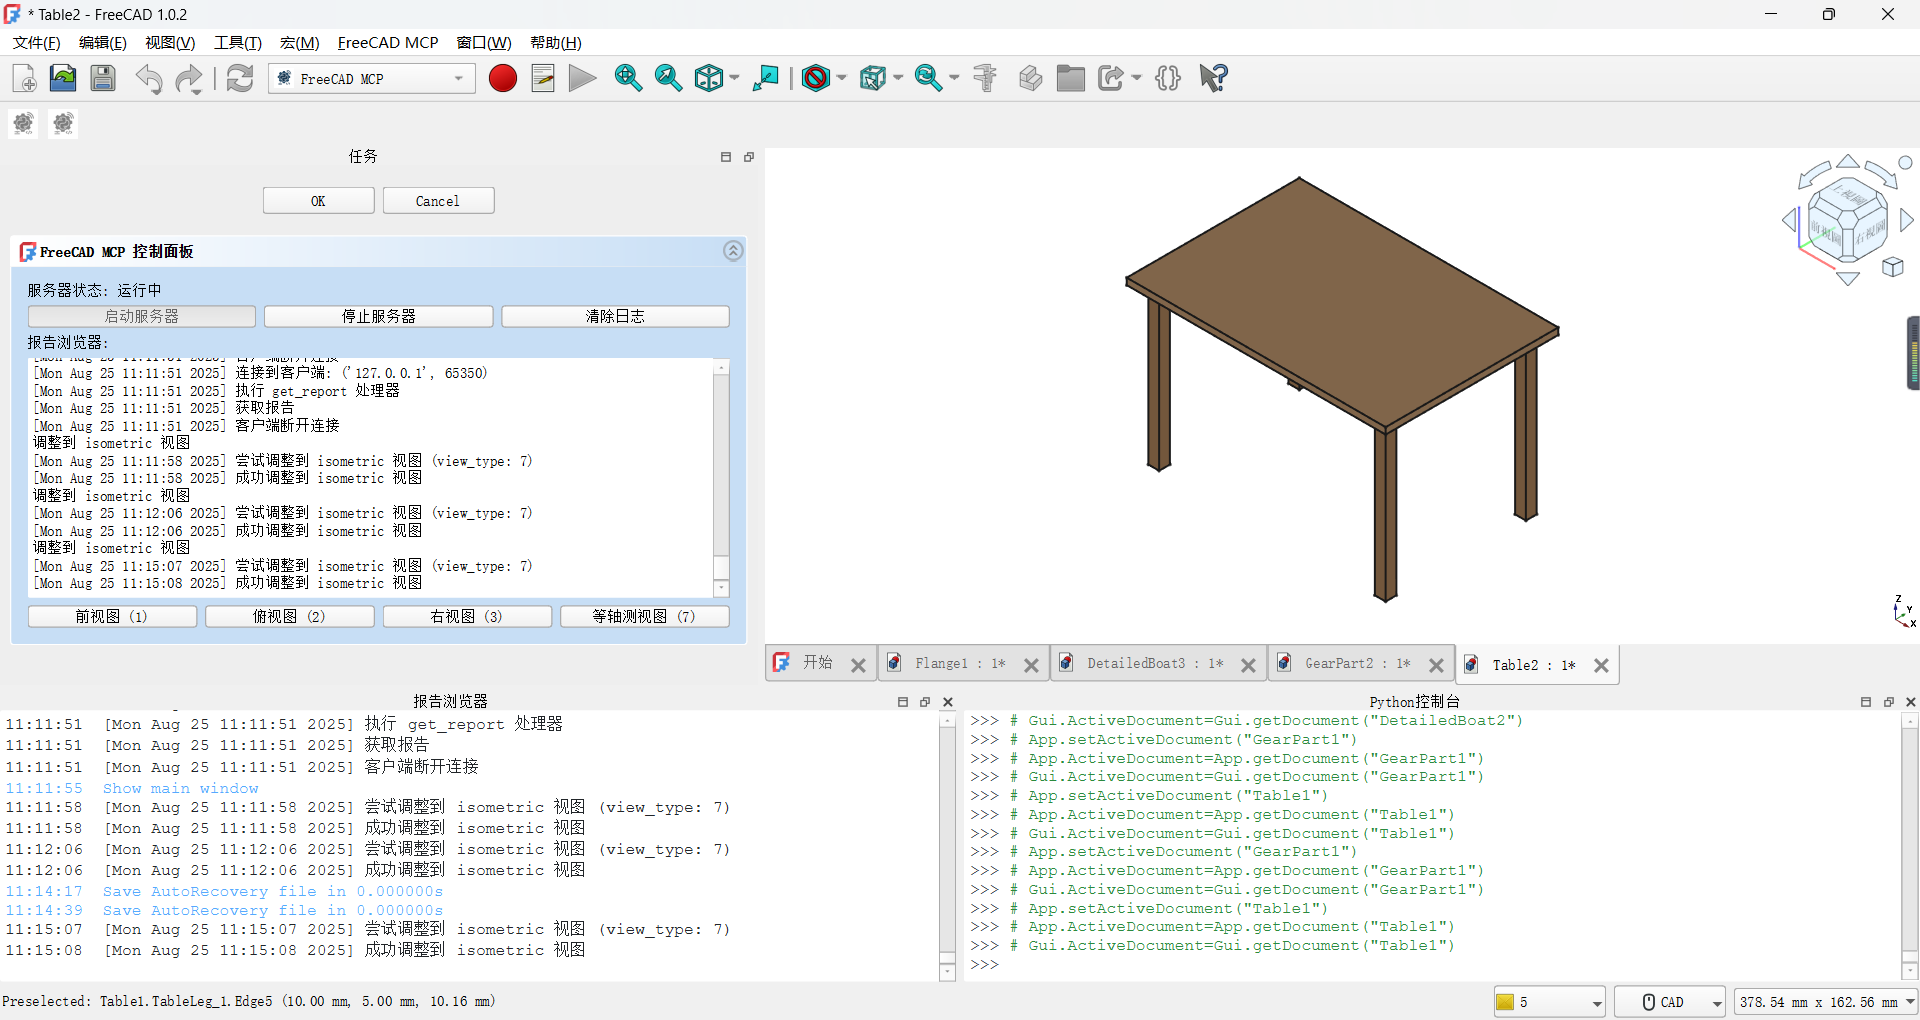 * Table2 - FreeCAD 1.0.2
文件(F) 编辑(E) 视图(V) 工具(T) 宏(M) FreeCAD MCP 窗口(W) 帮助(H)
FreeCAD MCP
任务
OK Cancel
FreeCAD MCP 控制面板
服务器状态: 运行中
启动服务器 停止服务器 清除日志
报告浏览器:
[Mon Aug 25 11:11:51 2025] 客户端断开连接
[Mon Aug 25 11:11:51 2025] 连接到客户端: ('127.0.0.1', 65350)
[Mon Aug 25 11:11:51 2025] 执行 get_report 处理器
[Mon Aug 25 11:11:51 2025] 获取报告
[Mon Aug 25 11:11:51 2025] 客户端断开连接
调整到 isometric 视图
[Mon Aug 25 11:11:58 2025] 尝试调整到 isometric 视图 (view_type: 7)
[Mon Aug 25 11:11:58 2025] 成功调整到 isometric 视图
调整到 isometric 视图
[Mon Aug 25 11:12:06 2025] 尝试调整到 isometric 视图 (view_type: 7)
[Mon Aug 25 11:12:06 2025] 成功调整到 isometric 视图
调整到 isometric 视图
[Mon Aug 25 11:15:07 2025] 尝试调整到 isometric 视图 (view_type: 7)
[Mon Aug 25 11:15:08 2025] 成功调整到 isometric 视图
前视图 (1) 俯视图 (2) 右视图 (3) 等轴测视图 (7)
上視圖
前視圖 右視圖
Z
Y
X
开始 Flange1 : 1* DetailedBoat3 : 1* GearPart2 : 1* Table2 : 1*
报告浏览器
11:11:51 [Mon Aug 25 11:11:51 2025] 执行 get_report 处理器
11:11:51 [Mon Aug 25 11:11:51 2025] 获取报告
11:11:51 [Mon Aug 25 11:11:51 2025] 客户端断开连接
11:11:55 Show main window
11:11:58 [Mon Aug 25 11:11:58 2025] 尝试调整到 isometric 视图 (view_type: 7)
11:11:58 [Mon Aug 25 11:11:58 2025] 成功调整到 isometric 视图
11:12:06 [Mon Aug 25 11:12:06 2025] 尝试调整到 isometric 视图 (view_type: 7)
11:12:06 [Mon Aug 25 11:12:06 2025] 成功调整到 isometric 视图
11:14:17 Save AutoRecovery file in 0.000000s
11:14:39 Save AutoRecovery file in 0.000000s
11:15:07 [Mon Aug 25 11:15:07 2025] 尝试调整到 isometric 视图 (view_type: 7)
11:15:08 [Mon Aug 25 11:15:08 2025] 成功调整到 isometric 视图
Python控制台
>>> # Gui.ActiveDocument=Gui.getDocument("DetailedBoat2")
>>> # App.setActiveDocument("GearPart1")
>>> # App.ActiveDocument=App.getDocument("GearPart1")
>>> # Gui.ActiveDocument=Gui.getDocument("GearPart1")
>>> # App.setActiveDocument("Table1")
>>> # App.ActiveDocument=App.getDocument("Table1")
>>> # Gui.ActiveDocument=Gui.getDocument("Table1")
>>> # App.setActiveDocument("GearPart1")
>>> # App.ActiveDocument=App.getDocument("GearPart1")
>>> # Gui.ActiveDocument=Gui.getDocument("GearPart1")
>>> # App.setActiveDocument("Table1")
>>> # App.ActiveDocument=App.getDocument("Table1")
>>> # Gui.ActiveDocument=Gui.getDocument("Table1")
>>>
Preselected: Table1.TableLeg_1.Edge5 (10.00 mm, 5.00 mm, 10.16 mm)
5 CAD 378.54 mm x 162.56 mm